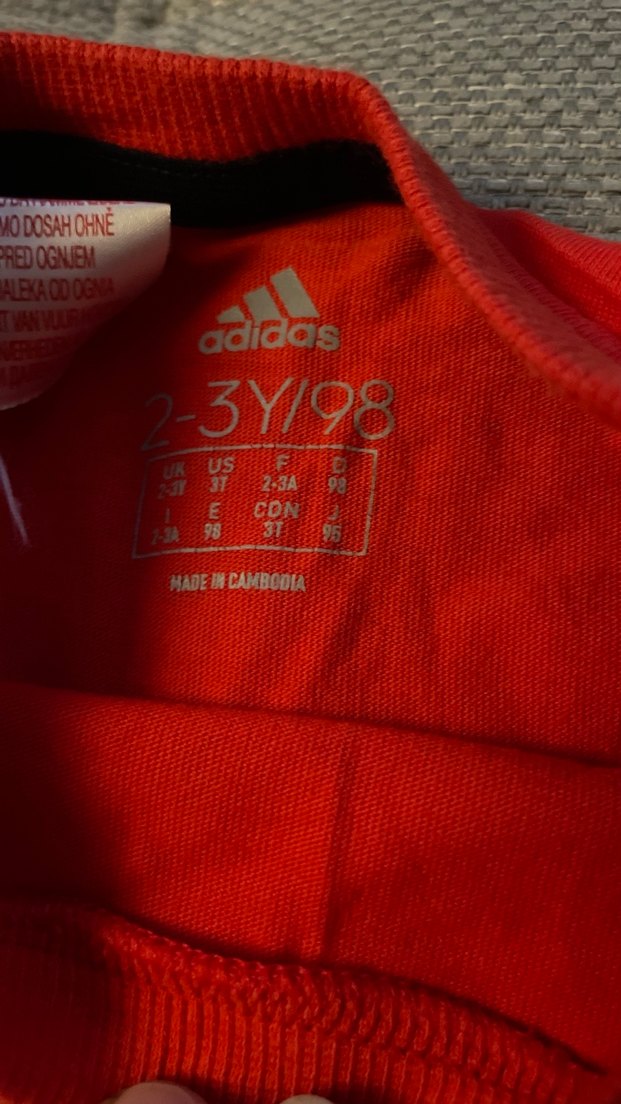 MO DOSAH OHNĚ
PRED OGNJEM
ALEKA OD OGNJA
adidas
2-3Y/98
UK US F D
2-3Y 3T 2-3A 98
I E CDN J
2-3A 98 3T 95
MADE IN CAMBODIA